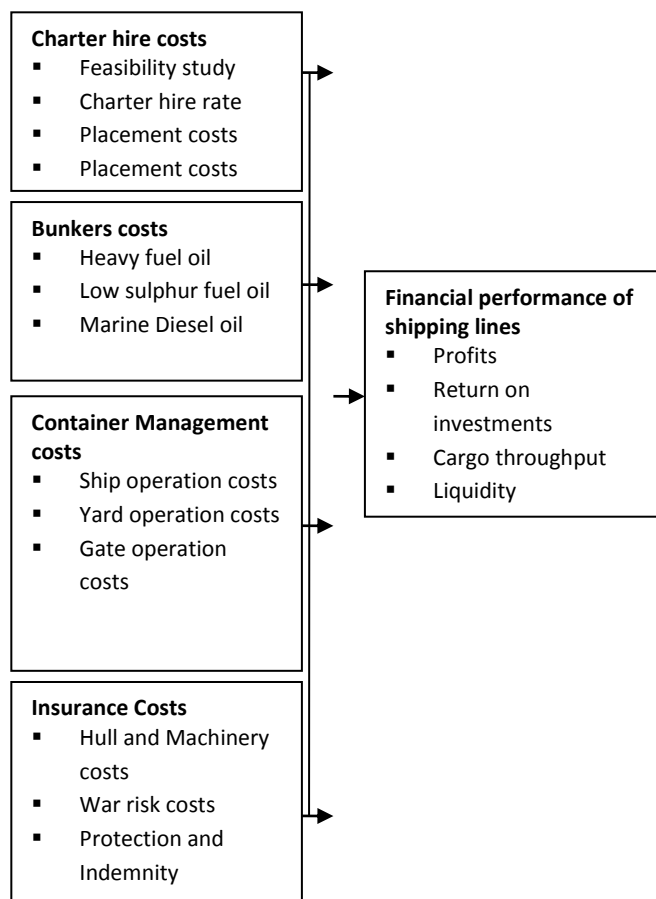 Charter hire costs
▪ Feasibility study
▪ Charter hire rate
▪ Placement costs
▪ Placement costs
Bunkers costs
▪ Heavy fuel oil
▪ Low sulphur fuel oil
▪ Marine Diesel oil
Container Management
costs
▪ Ship operation costs
▪ Yard operation costs
▪ Gate operation
costs
Insurance Costs
▪ Hull and Machinery
costs
▪ War risk costs
▪ Protection and
Indemnity
Financial performance of
shipping lines
▪ Profits
▪ Return on
investments
▪ Cargo throughput
▪ Liquidity